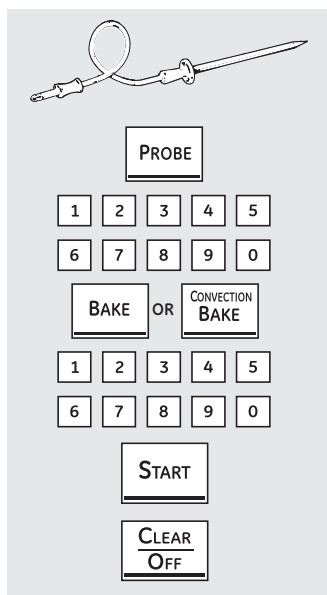 PROBE
1 2 3 4 5
6 7 8 9 0
BAKE OR CONVECTION BAKE
1 2 3 4 5
6 7 8 9 0
START
CLEAR
OFF